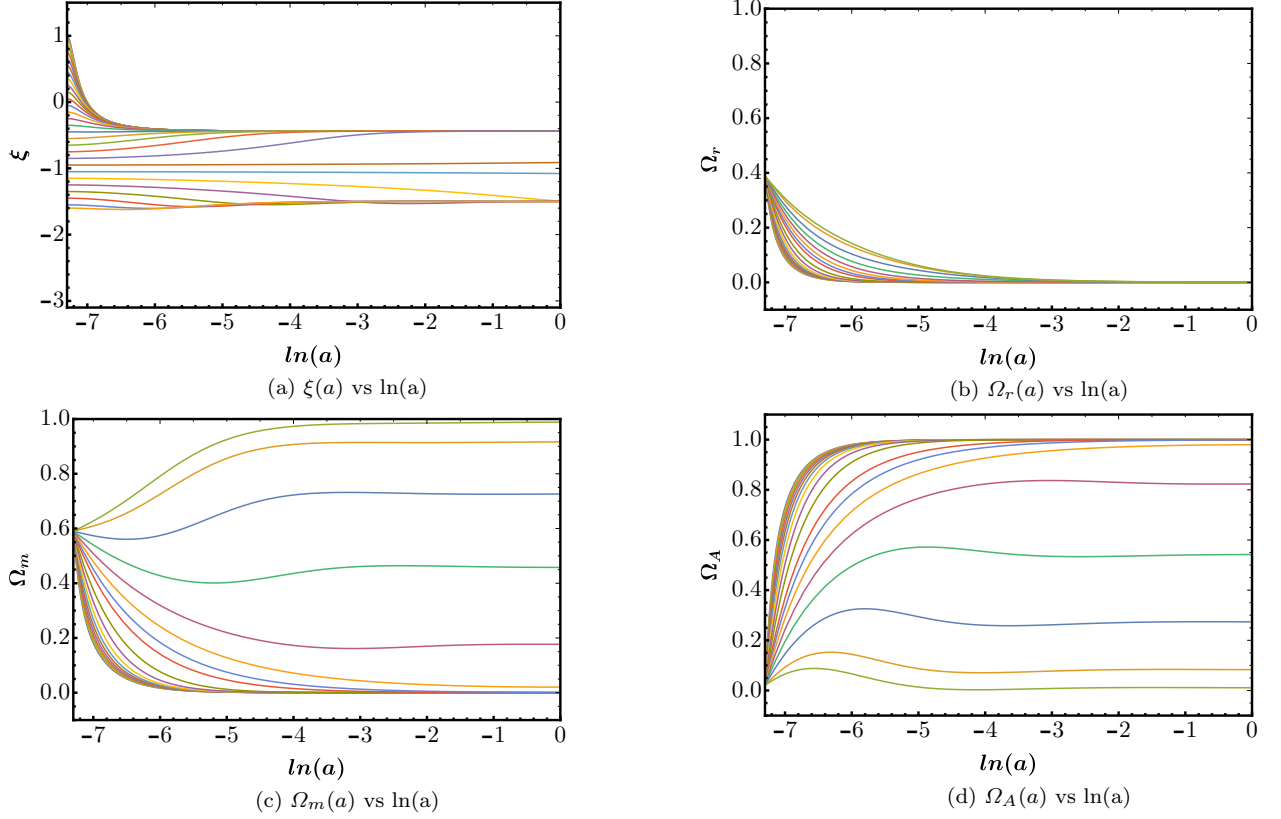 1
0
−1
−2
−3
ξ
−7 −6 −5 −4 −3 −2 −1 0
ln(a)
(a) ξ(a) vs ln(a)
1.0
0.8
0.6
0.4
0.2
0.0
Ωr
−7 −6 −5 −4 −3 −2 −1 0
ln(a)
(b) Ωr(a) vs ln(a)
1.0
0.8
0.6
0.4
0.2
0.0
Ωm
−7 −6 −5 −4 −3 −2 −1 0
ln(a)
(c) Ωm(a) vs ln(a)
1.0
0.8
0.6
0.4
0.2
0.0
ΩA
−7 −6 −5 −4 −3 −2 −1 0
ln(a)
(d) ΩA(a) vs ln(a)